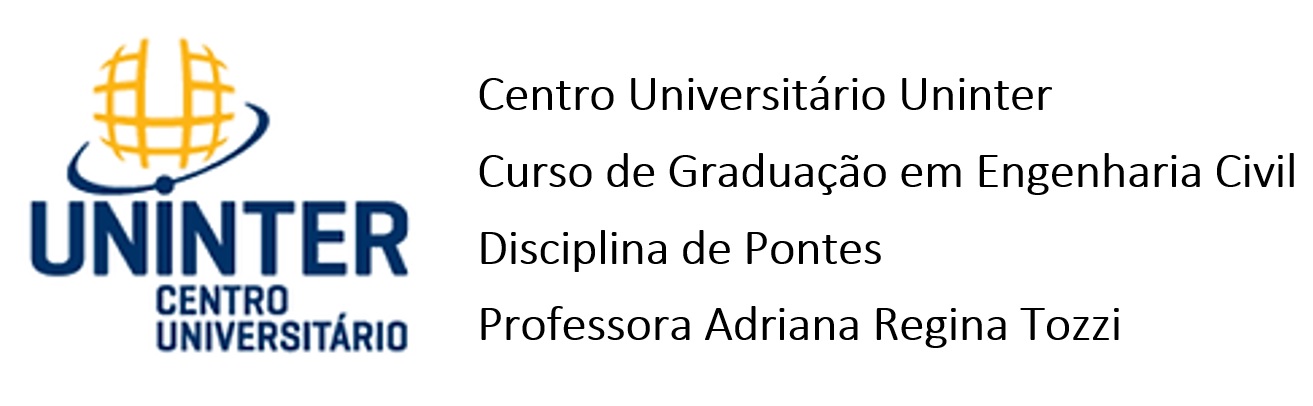 UNINTER
CENTRO
UNIVERSITÁRIO
Centro Universitário Uninter
Curso de Graduação em Engenharia Civil
Disciplina de Pontes
Professora Adriana Regina Tozzi